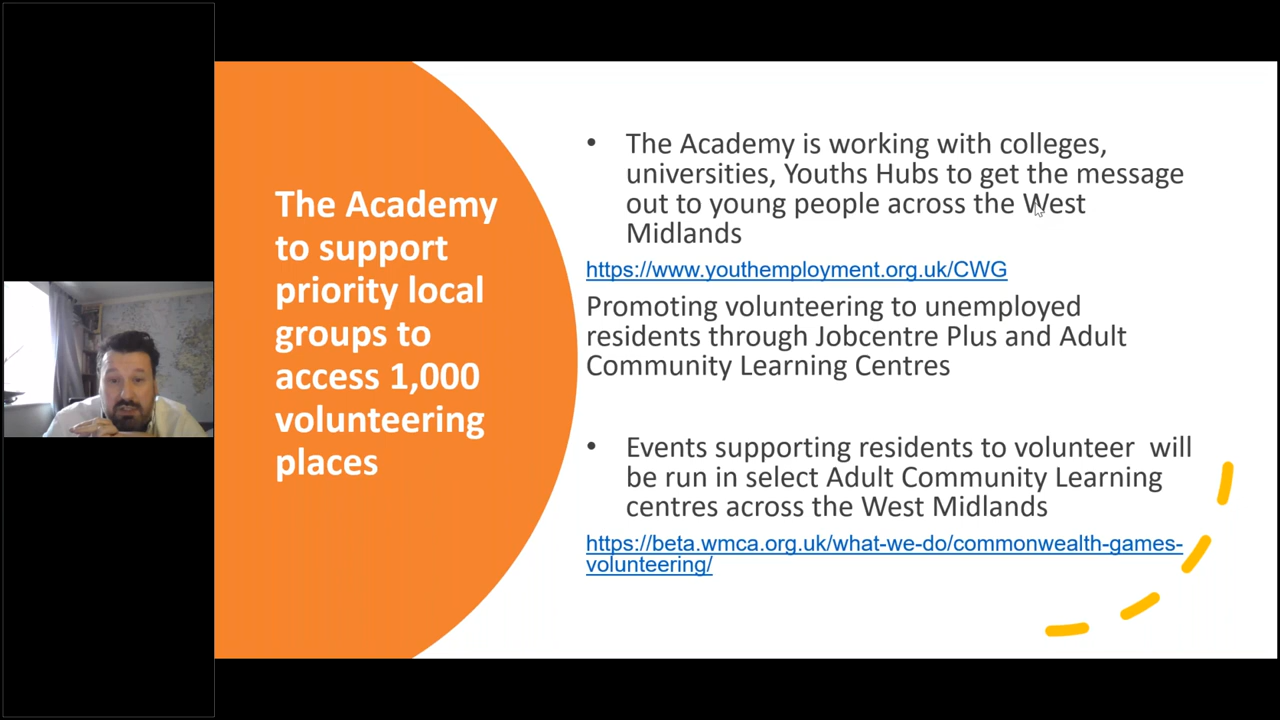 The Academy
to support
priority local
groups to
access 1,000
volunteering
places
• The Academy is working with colleges,
universities, Youths Hubs to get the message
out to young people across the West
Midlands
https://www.youthemployment.org.uk/CWG
Promoting volunteering to unemployed
residents through Jobcentre Plus and Adult
Community Learning Centres
• Events supporting residents to volunteer  will
be run in select Adult Community Learning
centres across the West Midlands
https://beta.wmca.org.uk/what-we-do/commonwealth-games-
volunteering/